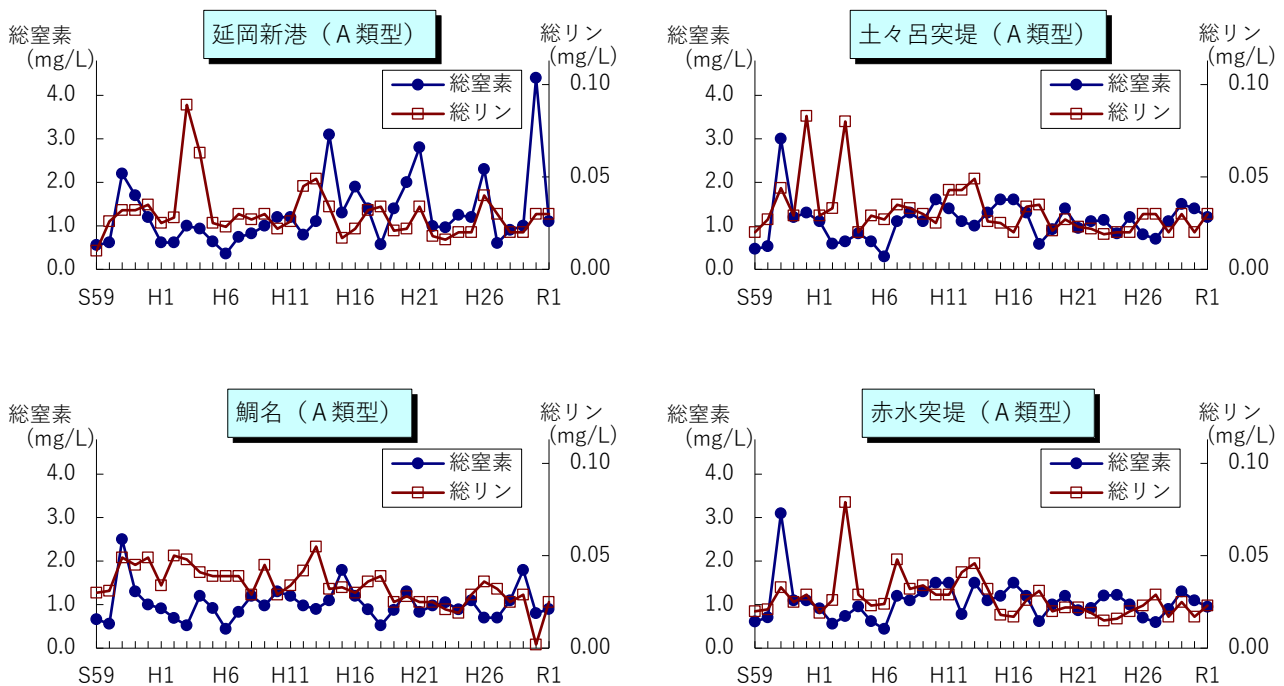 延岡新港（Ａ類型）
総窒素
(mg/L)
総リン
(mg/L)
総窒素
総リン
4.0
3.0
2.0
1.0
0.0
0.10
0.05
0.00
S59
H1
H6
H11
H16
H21
H26
R1
土々呂突堤（Ａ類型）
総窒素
(mg/L)
総リン
(mg/L)
総窒素
総リン
4.0
3.0
2.0
1.0
0.0
0.10
0.05
0.00
S59
H1
H6
H11
H16
H21
H26
R1
鯛名（Ａ類型）
総窒素
(mg/L)
総リン
(mg/L)
総窒素
総リン
4.0
3.0
2.0
1.0
0.0
0.10
0.05
0.00
S59
H1
H6
H11
H16
H21
H26
R1
赤水突堤（Ａ類型）
総窒素
(mg/L)
総リン
(mg/L)
総窒素
総リン
4.0
3.0
2.0
1.0
0.0
0.10
0.05
0.00
S59
H1
H6
H11
H16
H21
H26
R1